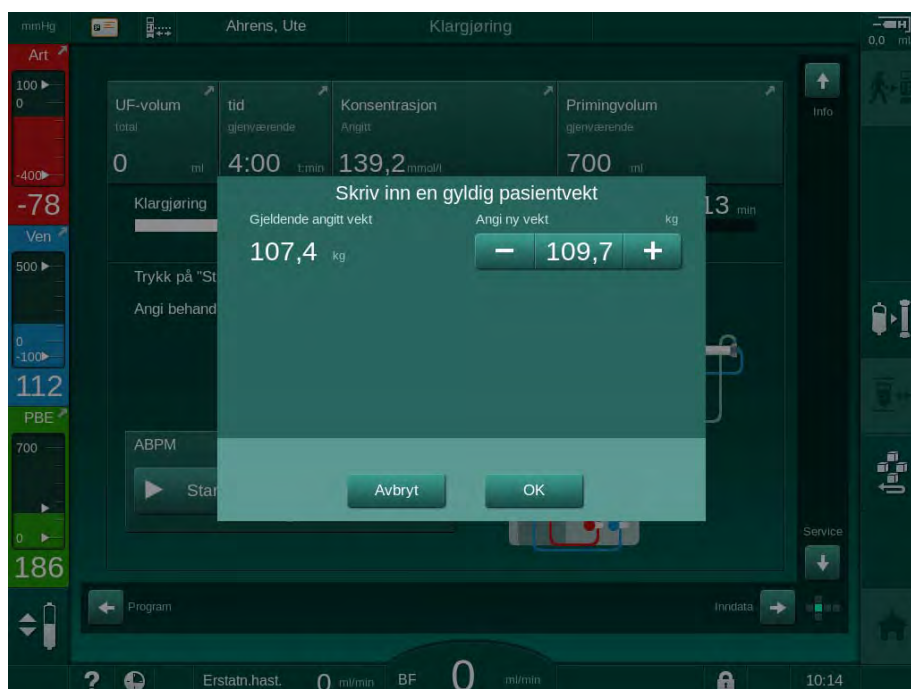 mmHg
Ahrens, Ute
Klargjøring
0,0 ml
Art
100
0
-400
-78
Ven
500
0
-100
112
PBE
700
0
186
UF-volum
total
0 ml
tid
gjenværende
4:00 t:min
Konsentrasjon
Angitt
139,2 mmol/l
Primingvolum
gjenværende
700 ml
Info
Klargjøring
13 min
Trykk på "St
Angi behand
Skriv inn en gyldig pasientvekt
Gjeldende angitt vekt
107,4 kg
Angi ny vekt kg
− 109,7 +
ABPM
Star
Avbryt
OK
Service
Program
Inndata
? Erstatn.hast. 0 ml/min BF 0 ml/min 10:14